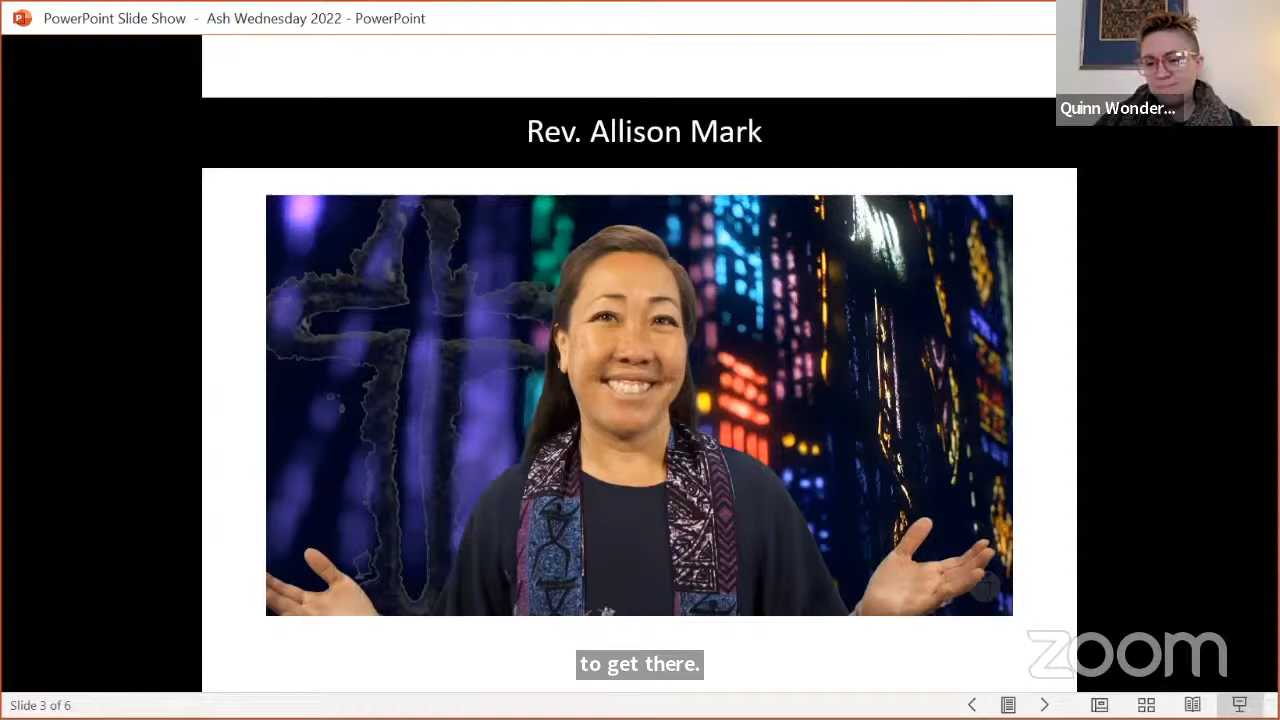 PowerPoint Slide Show - Ash Wednesday 2022 - PowerPoint
Quinn Wonder...
Rev. Allison Mark
to get there.
zoom
Slide 3 of 6